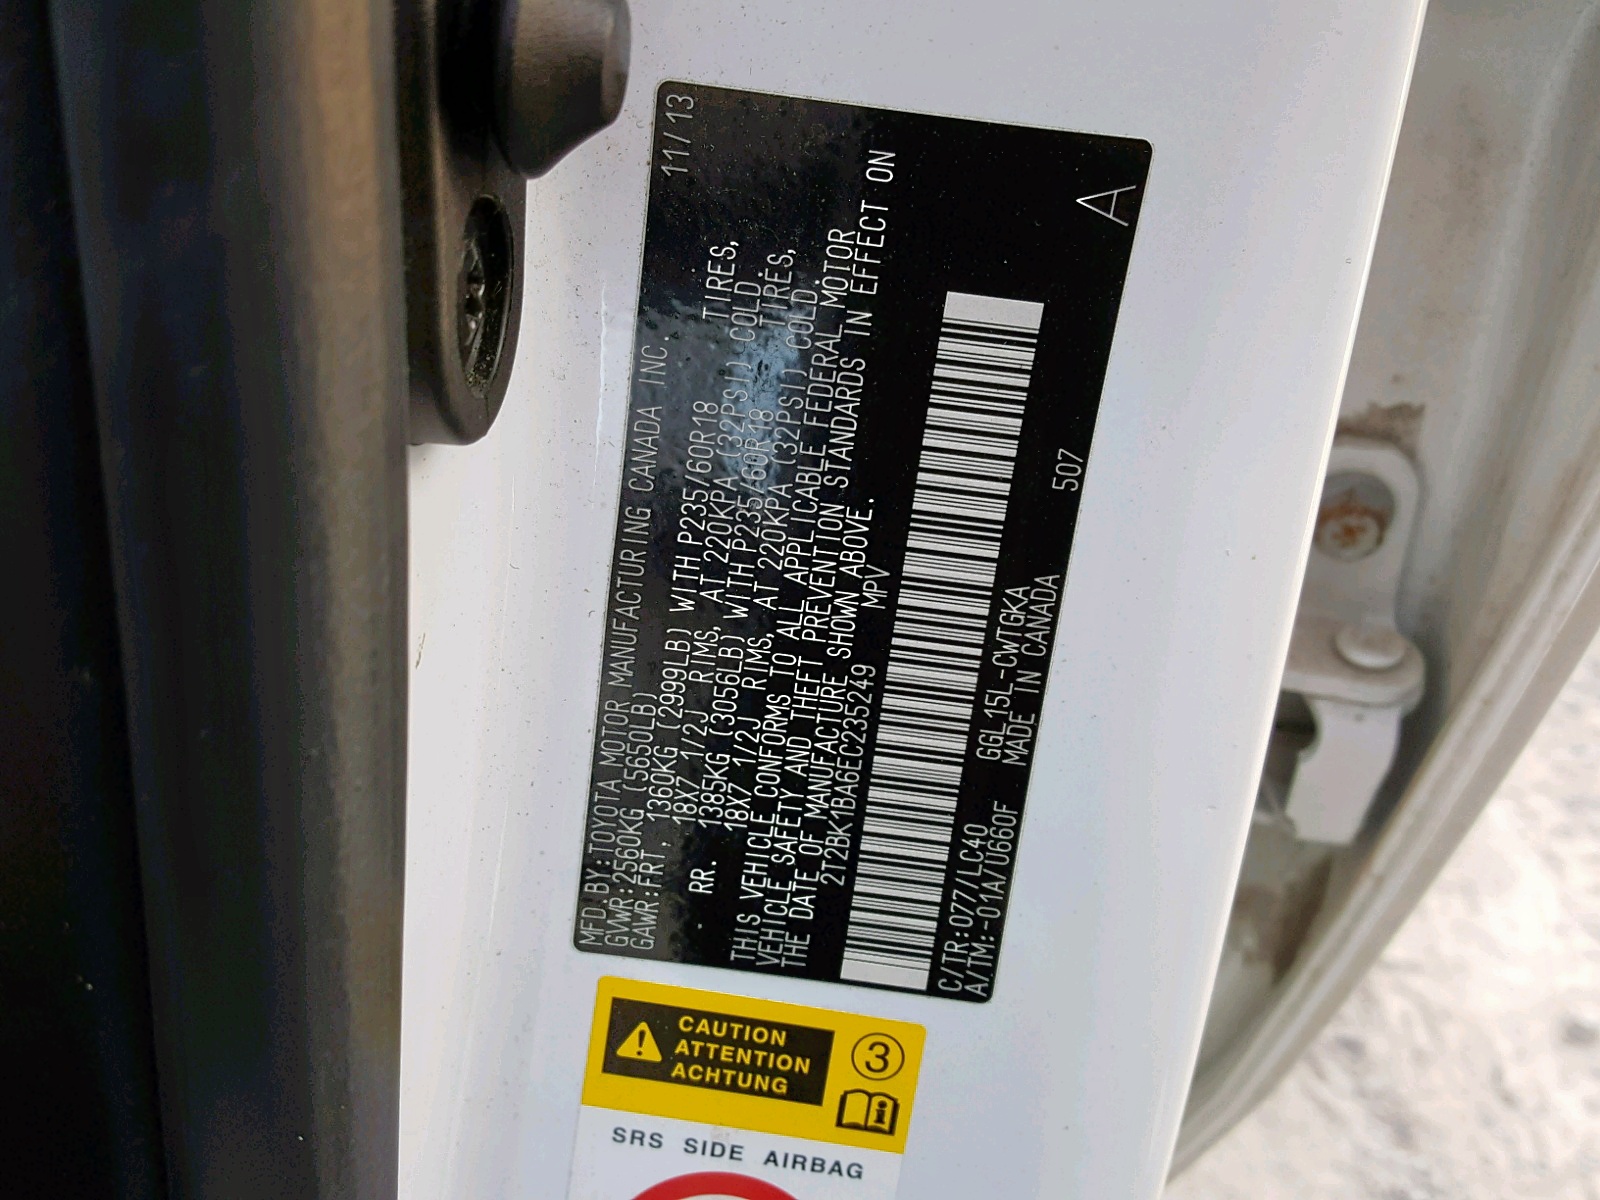 MFD.BY:TOYOTA MOTOR MANUFACTURING CANADA INC. 11/13
GVWR:2560KG (5650LB)
GAWR:FRT. 1360KG (2999LB) WITH P235/60R18 TIRES,
18X7 1/2J RIMS, AT 220KPA (32PSI) COLD
RR. 1385KG (3056LB) WITH P235/60R18 TIRES,
18X7 1/2J RIMS, AT 220KPA (32PSI) COLD.
THIS VEHICLE CONFORMS TO ALL APPLICABLE FEDERAL MOTOR
VEHICLE SAFETY AND THEFT PREVENTION STANDARDS IN EFFECT ON
THE DATE OF MANUFACTURE SHOWN ABOVE.
2T2BK1BA6EC235249 MPV
A
C/TR:077/LC40 GGL15L-CWTGKA 507
A/TM:-01A/U660F MADE IN CANADA
CAUTION
ATTENTION
ACHTUNG
3
SRS SIDE AIRBAG